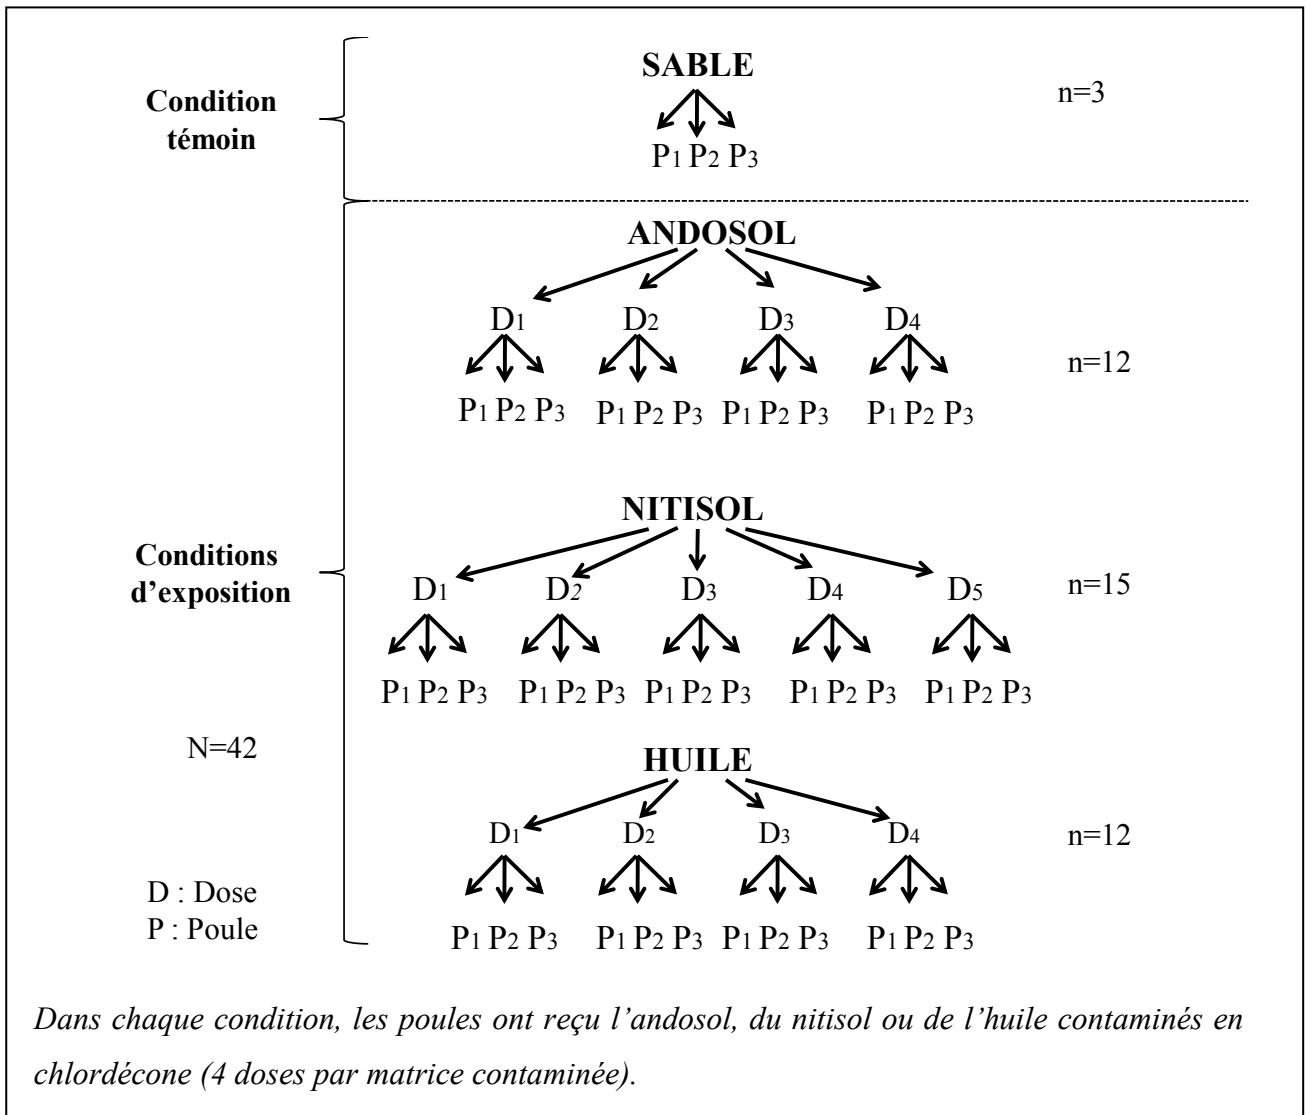 SABLE
Condition
témoin
n=3
P1 P2 P3
ANDOSOL
D1 D2 D3 D4
n=12
P1 P2 P3 P1 P2 P3 P1 P2 P3 P1 P2 P3
NITISOL
Conditions
d’exposition
D1 D2 D3 D4 D5
n=15
P1 P2 P3 P1 P2 P3 P1 P2 P3 P1 P2 P3 P1 P2 P3
N=42
HUILE
D1 D2 D3 D4
n=12
D : Dose
P : Poule
P1 P2 P3 P1 P2 P3 P1 P2 P3 P1 P2 P3
Dans chaque condition, les poules ont reçu l’andosol, du nitisol ou de l’huile contaminés en
chlordécone (4 doses par matrice contaminée).